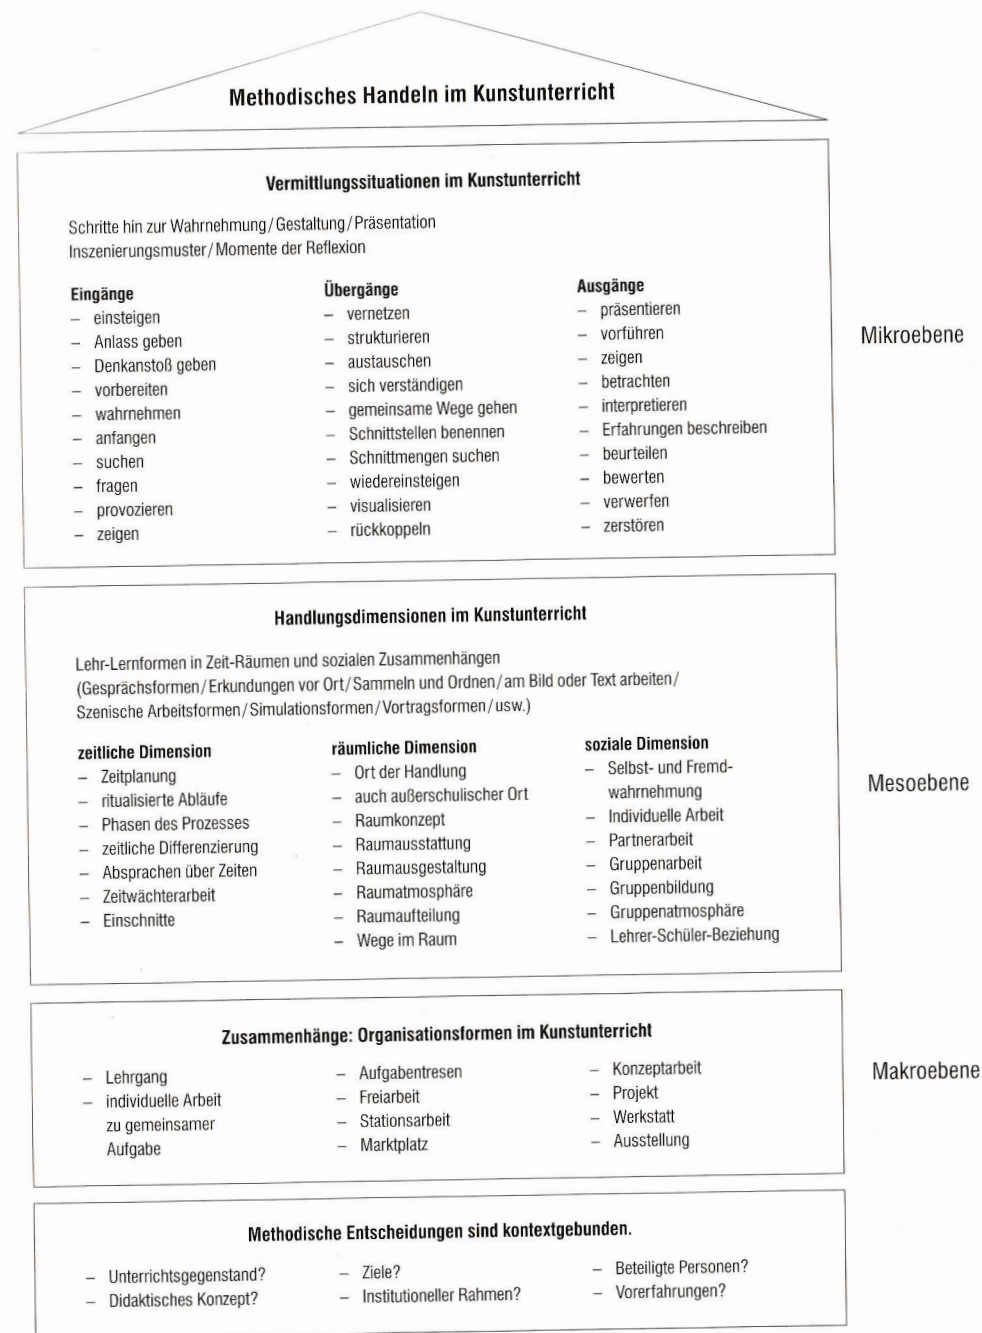 Methodisches Handeln im Kunstunterricht
Vermittlungssituationen im Kunstunterricht
Schritte hin zur Wahrnehmung/Gestaltung/Präsentation
Inszenierungsmuster/Momente der Reflexion
Eingänge
– einsteigen
– Anlass geben
– Denkanstoß geben
– vorbereiten
– wahrnehmen
– anfangen
– suchen
– fragen
– provozieren
– zeigen
Übergänge
– vernetzen
– strukturieren
– austauschen
– sich verständigen
– gemeinsame Wege gehen
– Schnittstellen benennen
– Schnittmengen suchen
– wiedereinsteigen
– visualisieren
– rückkoppeln
Ausgänge
– präsentieren
– vorführen
– zeigen
– betrachten
– interpretieren
– Erfahrungen beschreiben
– beurteilen
– bewerten
– verwerfen
– zerstören
Mikroebene
Handlungsdimensionen im Kunstunterricht
Lehr-Lernformen in Zeit-Räumen und sozialen Zusammenhängen
(Gesprächsformen/Erkundungen vor Ort/Sammeln und Ordnen/am Bild oder Text arbeiten/
Szenische Arbeitsformen/Simulationsformen/Vortragsformen/usw.)
zeitliche Dimension
– Zeitplanung
– ritualisierte Abläufe
– Phasen des Prozesses
– zeitliche Differenzierung
– Absprachen über Zeiten
– Zeitwächterarbeit
– Einschnitte
räumliche Dimension
– Ort der Handlung
– auch außerschulischer Ort
– Raumkonzept
– Raumausstattung
– Raumausgestaltung
– Raumatmosphäre
– Raumaufteilung
– Wege im Raum
soziale Dimension
– Selbst- und Fremd-
wahrnehmung
– Individuelle Arbeit
– Partnerarbeit
– Gruppenarbeit
– Gruppenbildung
– Gruppenatmosphäre
– Lehrer-Schüler-Beziehung
Mesoebene
Zusammenhänge: Organisationsformen im Kunstunterricht
– Lehrgang
– individuelle Arbeit
zu gemeinsamer
Aufgabe
– Aufgabentresen
– Freiarbeit
– Stationsarbeit
– Marktplatz
– Konzeptarbeit
– Projekt
– Werkstatt
– Ausstellung
Makroebene
Methodische Entscheidungen sind kontextgebunden.
– Unterrichtsgegenstand?
– Didaktisches Konzept?
– Ziele?
– Institutioneller Rahmen?
– Beteiligte Personen?
– Vorerfahrungen?